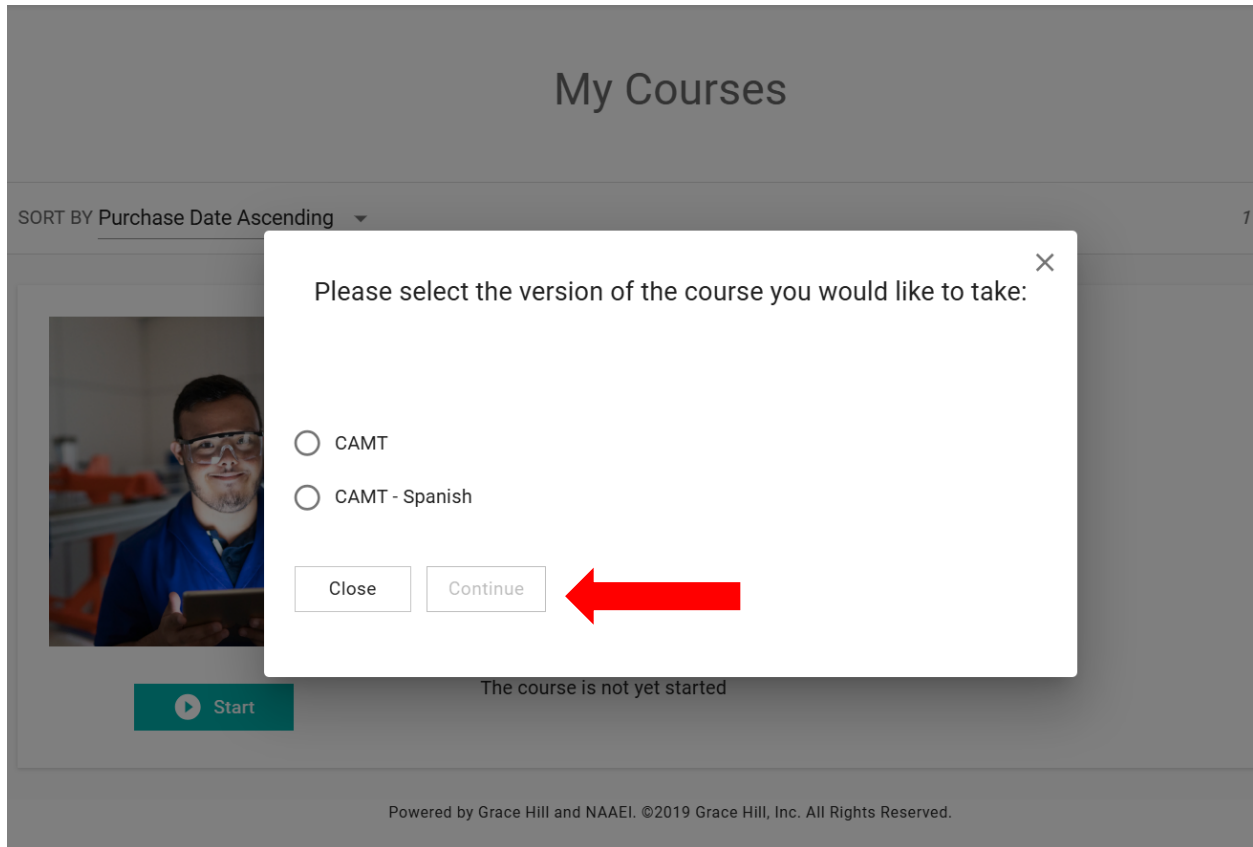 My Courses
SORT BY Purchase Date Ascending
1
Please select the version of the course you would like to take:
CAMT
CAMT - Spanish
Close Continue
The course is not yet started
Start
Powered by Grace Hill and NAAEI. ©2019 Grace Hill, Inc. All Rights Reserved.